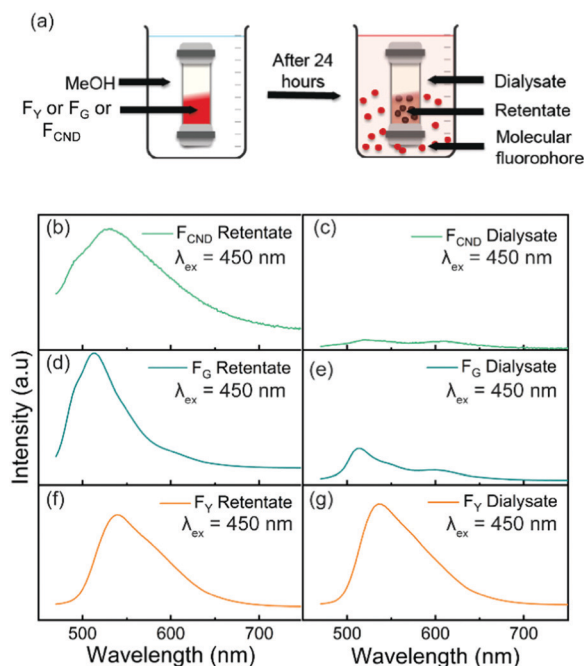 (a)
MeOH
F_Y or F_G or
F_CND
After 24
hours
Dialysate
Retentate
Molecular
fluorophore
Intensity (a.u)
(b)
F_CND Retentate
λ_ex = 450 nm
(c)
F_CND Dialysate
λ_ex = 450 nm
(d)
F_G Retentate
λ_ex = 450 nm
(e)
F_G Dialysate
λ_ex = 450 nm
(f)
F_Y Retentate
λ_ex = 450 nm
(g)
F_Y Dialysate
λ_ex = 450 nm
500 600 700 500 600 700
Wavelength (nm) Wavelength (nm)